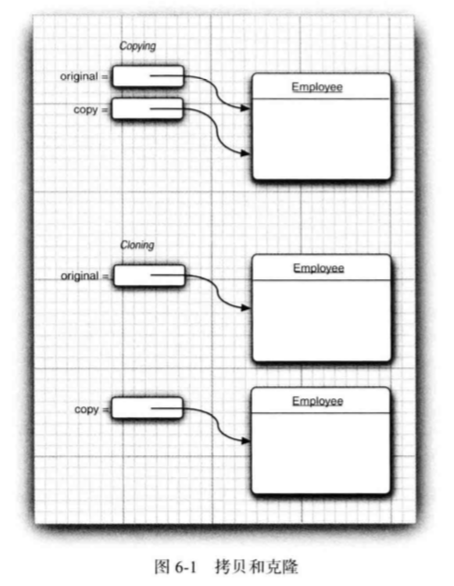 Copying
original =
Employee
copy =
Cloning
original =
Employee
copy =
Employee
图 6-1 拷贝和克隆